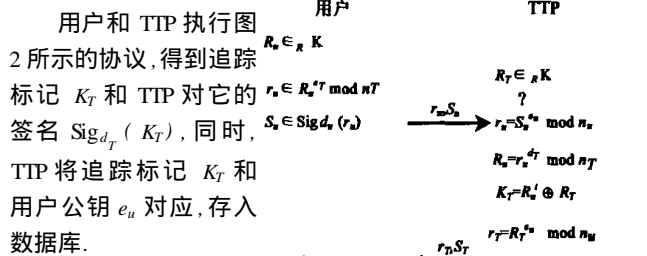 用户和 TTP 执行图
2 所示的协议,得到追踪
标记 K_T 和 TTP 对它的
签名 Sig_{d_T} ( K_T) ,同时,
TTP 将追踪标记 K_T 和
用户公钥 e_u 对应,存入
数据库.
用户 TTP
R_u ∈_R K
R_T ∈_R K
r_u ∈ R_u^{e_T} mod nT
?
S_u ∈ Sig d_u (r_u)
r_u,S_u
r_u=S_u^{e_u} mod n_u
R_u=r_u^{d_T} mod n_T
K_T=R_u^t ⊕ R_T
r_T=R_T^{e_u} mod n_u
r_T,S_T